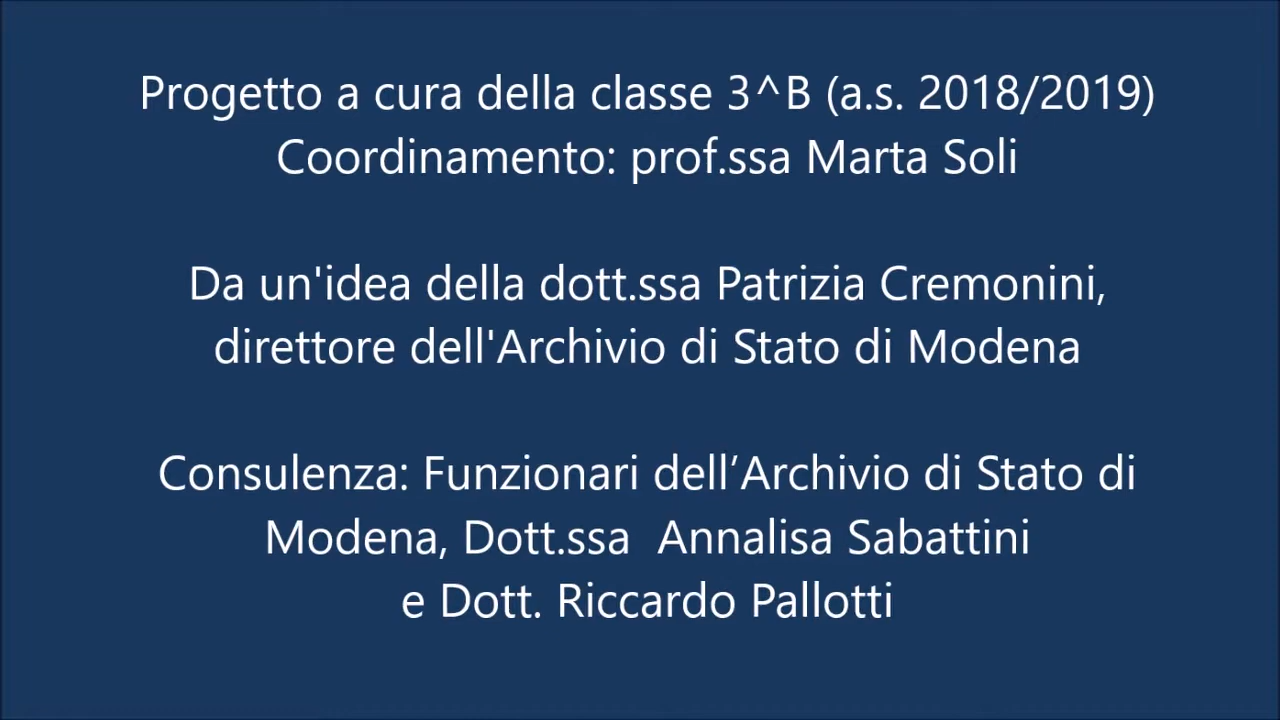 Progetto a cura della classe 3^B (a.s. 2018/2019)
Coordinamento: prof.ssa Marta Soli
Da un'idea della dott.ssa Patrizia Cremonini,
direttore dell'Archivio di Stato di Modena
Consulenza: Funzionari dell’Archivio di Stato di
Modena, Dott.ssa  Annalisa Sabattini
e Dott. Riccardo Pallotti